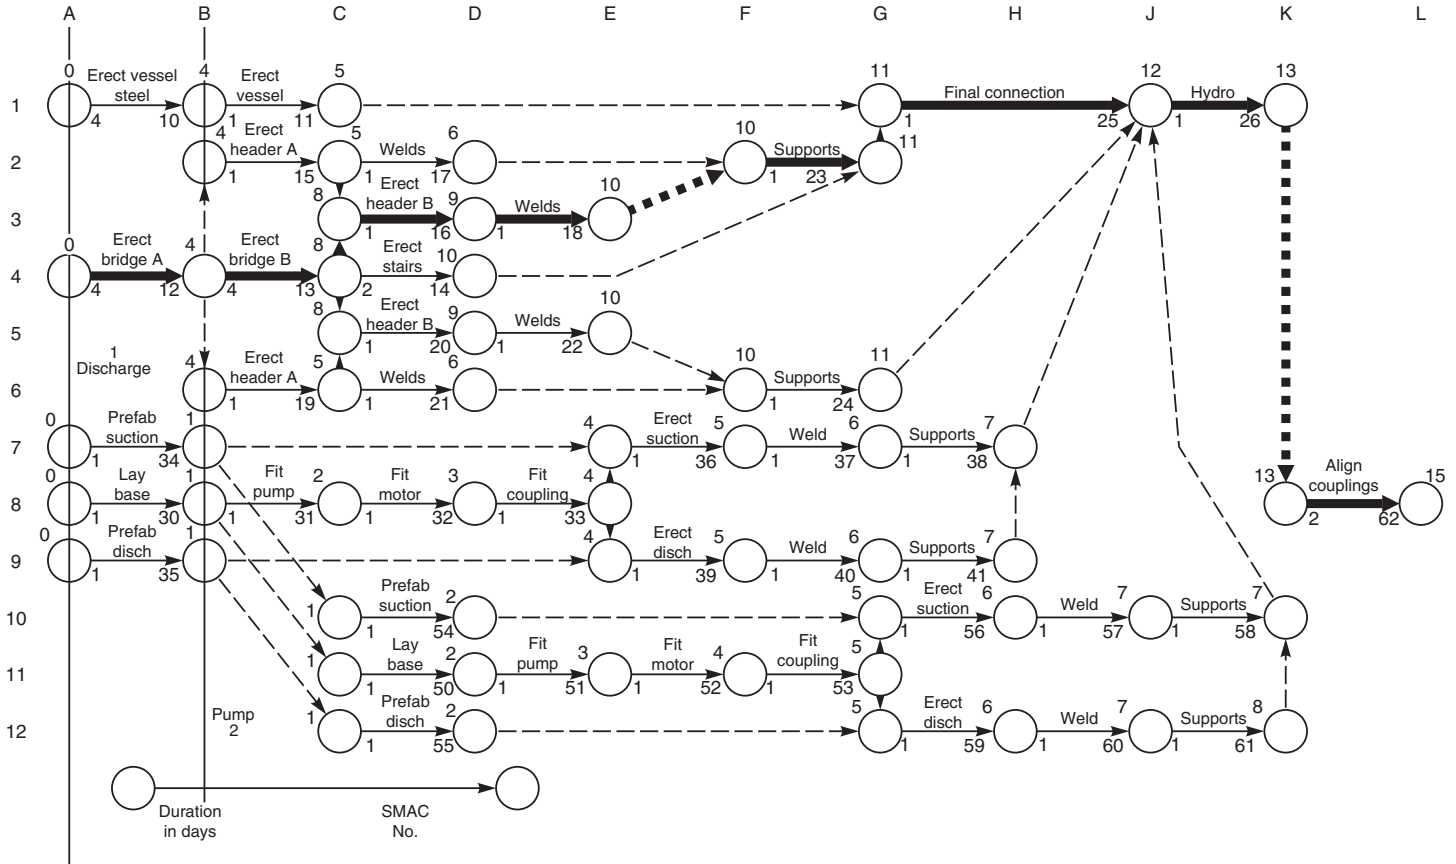 A B C D E F G H J K L
0 4 5 11 12 13
1 Erect vessel steel Erect vessel Final connection Hydro
4 10 1 11 1 25 1 26
4 5 6 10 11
2 Erect header A Welds Supports
1 15 1 17 1 23
8 9 10
3 Erect header B Welds
1 16 1 18
0 4 8 10
4 Erect bridge A Erect bridge B Erect stairs
4 12 4 13 2 14
8 9 10
5 Erect header B Welds
1 20 1 22
1
Discharge
4 5 6 10 11
6 Erect header A Welds Supports
1 19 1 21 1 24
0 1 4 5 6 7
7 Prefab suction Erect suction Weld Supports
1 34 1 36 1 37 1 38
0 1 2 3 4 13 15
8 Lay base Fit pump Fit motor Fit coupling Align couplings
1 30 1 31 1 32 1 33 2 62
0 1 4 5 6 7
9 Prefab disch Erect disch Weld Supports
1 35 1 39 1 40 1 41
1 2 5 6 7 7
10 Prefab suction Erect suction Weld Supports
1 54 1 56 1 57 1 58
1 2 3 4 5
11 Lay base Fit pump Fit motor Fit coupling
1 50 1 51 1 52 1 53
1 2 5 6 7 8
12 Prefab disch Erect disch Weld Supports
1 55 1 59 1 60 1 61
Pump
2
Duration
in days
SMAC
No.